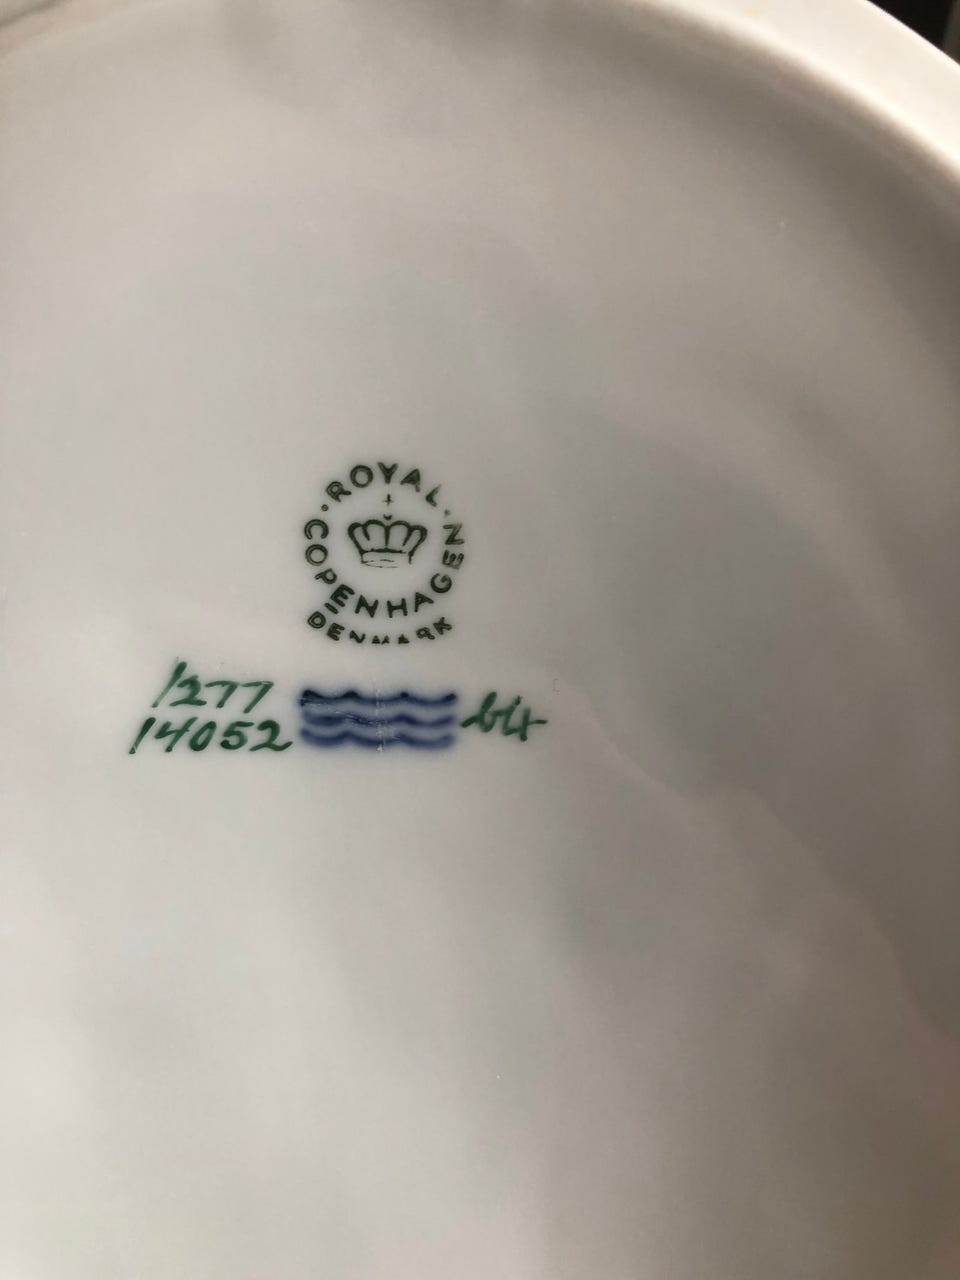 ROYAL
COPENHAGEN
DENMARK
1277
14052